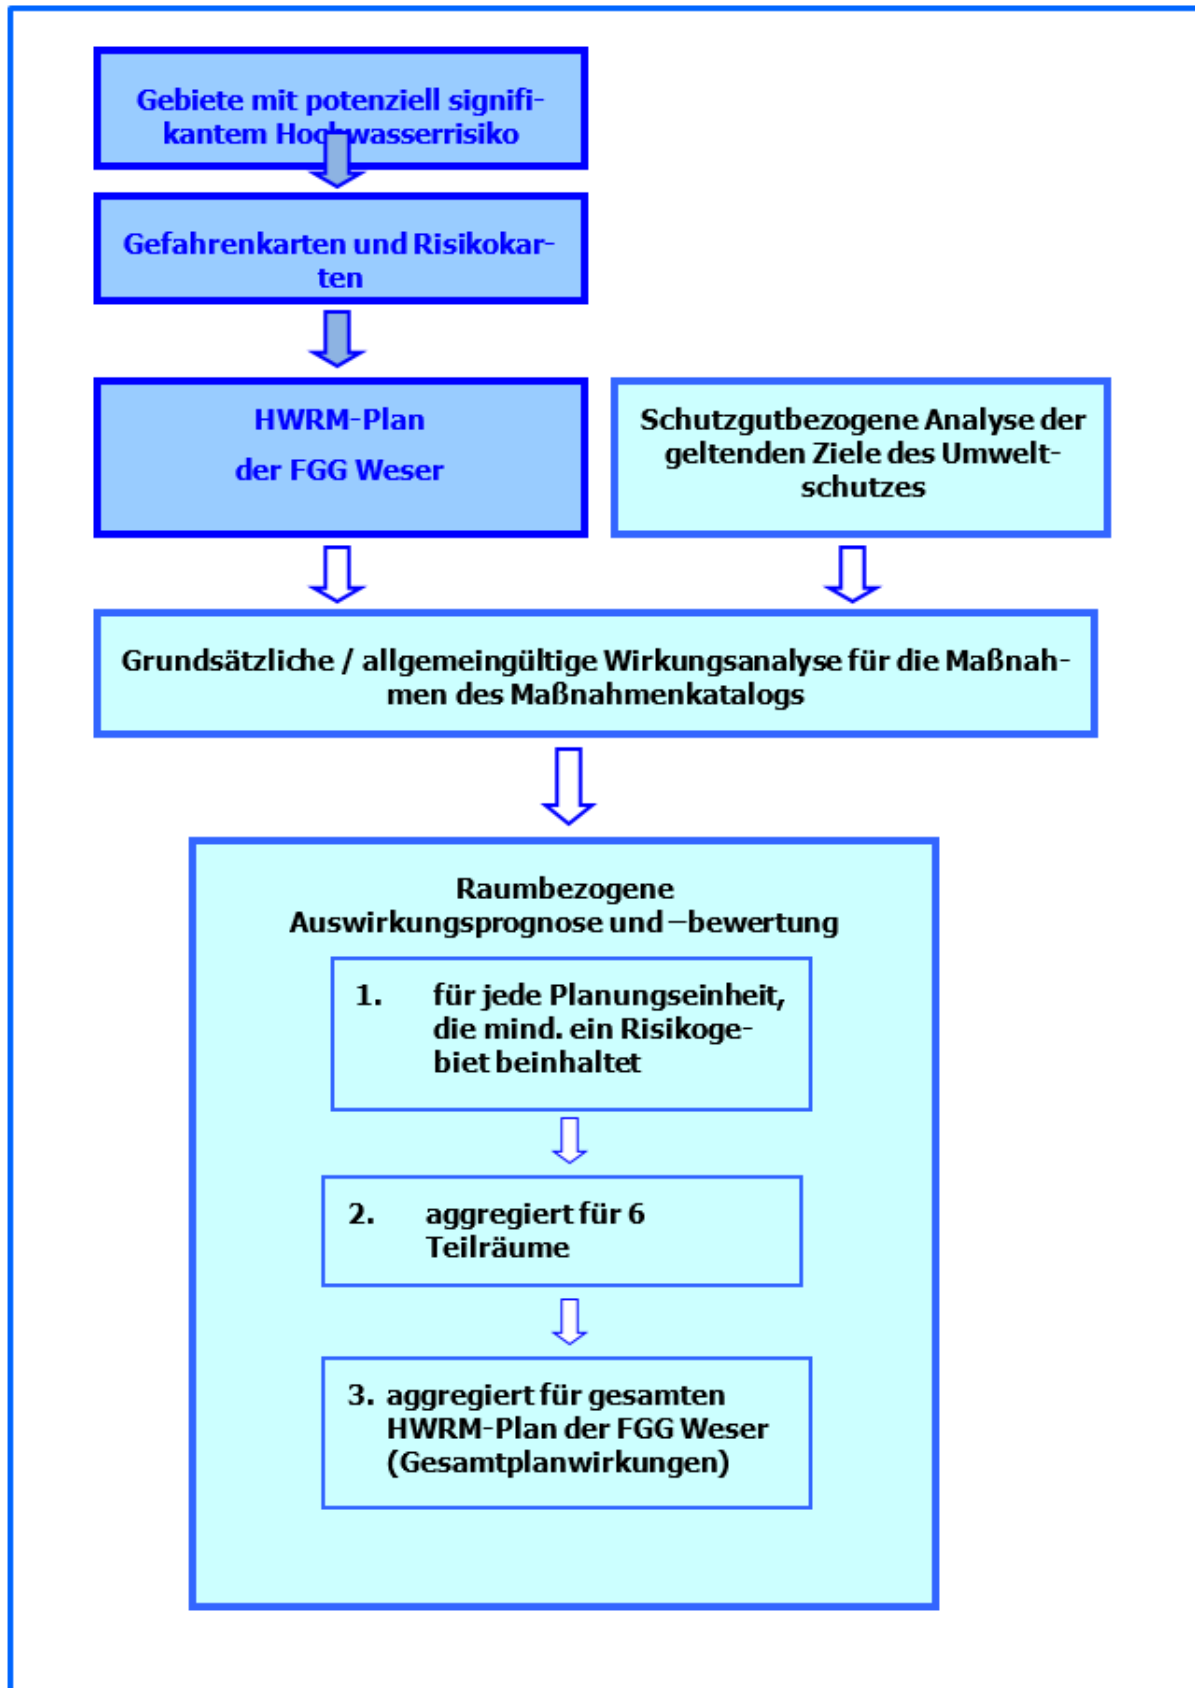 Gebiete mit potenziell signifi-
kantem Hochwasserrisiko
Gefahrenkarten und Risikokar-
ten
HWRM-Plan
der FGG Weser
Schutzgutbezogene Analyse der
geltenden Ziele des Umwelt-
schutzes
Grundsätzliche / allgemeingültige Wirkungsanalyse für die Maßnah-
men des Maßnahmenkatalogs
Raumbezogene
Auswirkungsprognose und –bewertung
1. für jede Planungseinheit,
die mind. ein Risikoge-
biet beinhaltet
2. aggregiert für 6
Teilräume
3. aggregiert für gesamten
HWRM-Plan der FGG Weser
(Gesamtplanwirkungen)